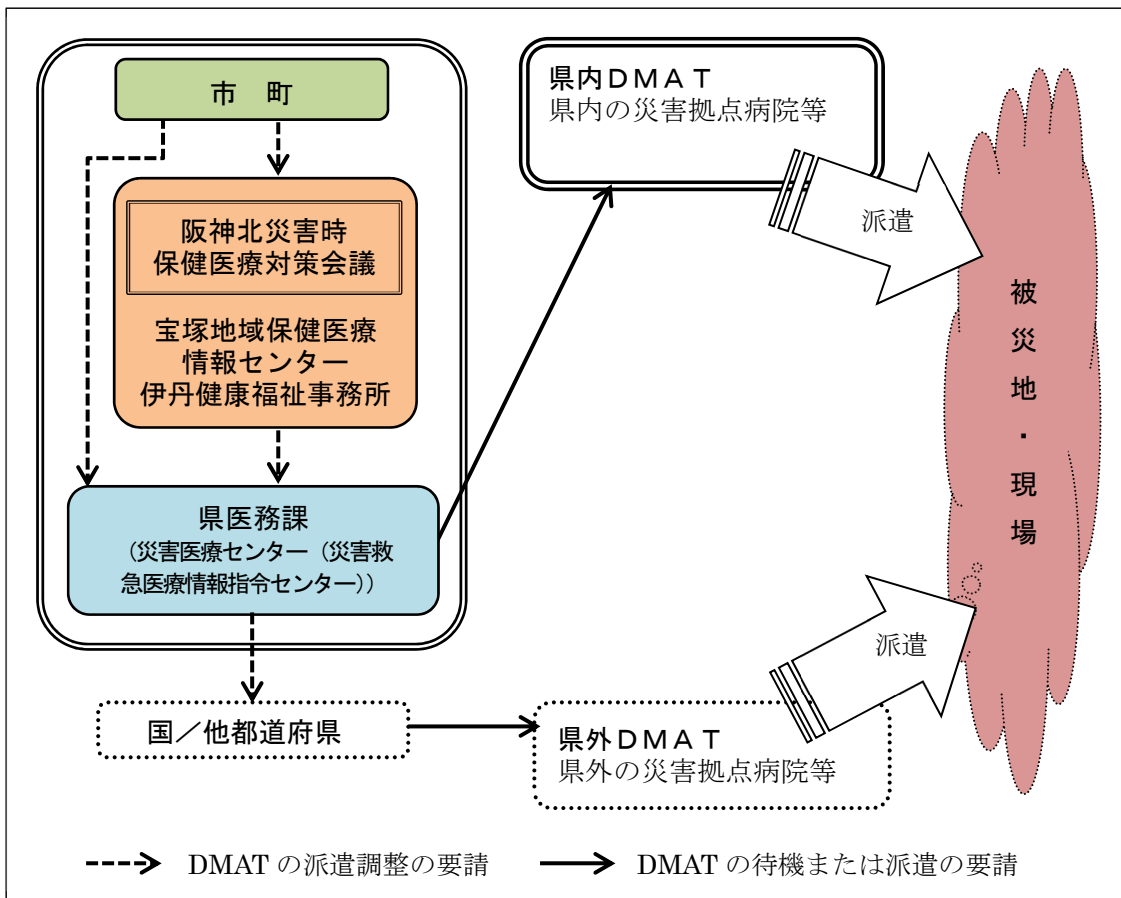 市　町
阪神北災害時
保健医療対策会議
宝塚地域保健医療
情報センター
伊丹健康福祉事務所
県医務課
（災害医療センター（災害救
急医療情報指令センター））
国／他都道府県
県内ＤＭＡＴ
県内の災害拠点病院等
派遣
県外ＤＭＡＴ
県外の災害拠点病院等
派遣
被災地・現場
DMAT の派遣調整の要請
DMAT の待機または派遣の要請